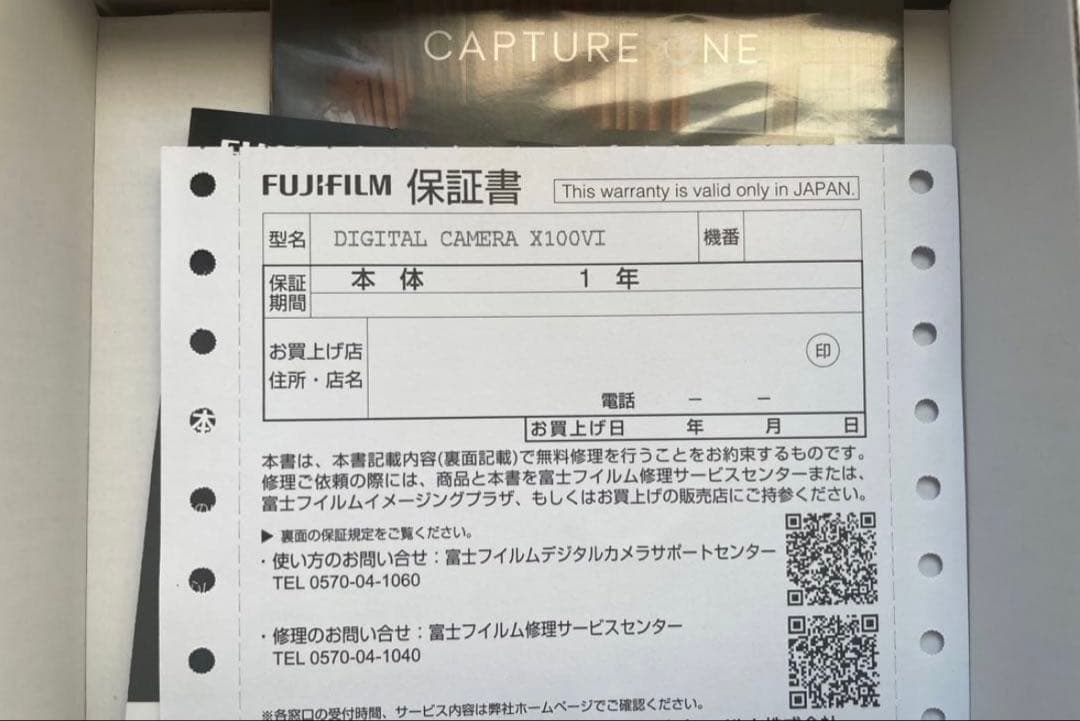 CAPTURE ONE
FUJIFILM 保証書 This warranty is valid only in JAPAN.
型名 DIGITAL CAMERA X100VI 機番
保証期間 本体 1年
お買上げ店
住所・店名
印
電話 － －
お買上げ日 年 月 日
本書は、本書記載内容(裏面記載)で無料修理を行うことをお約束するものです。
修理ご依頼の際には、商品と本書を富士フイルム修理サービスセンターまたは、
富士フイルムイメージングプラザ、もしくはお買上げの販売店にご持参ください。
▶ 裏面の保証規定をご覧ください。
・使い方のお問い合せ：富士フイルムデジタルカメラサポートセンター
TEL 0570-04-1060
・修理のお問い合せ：富士フイルム修理サービスセンター
TEL 0570-04-1040
※各窓口の受付時間、サービス内容は弊社ホームページでご確認ください。